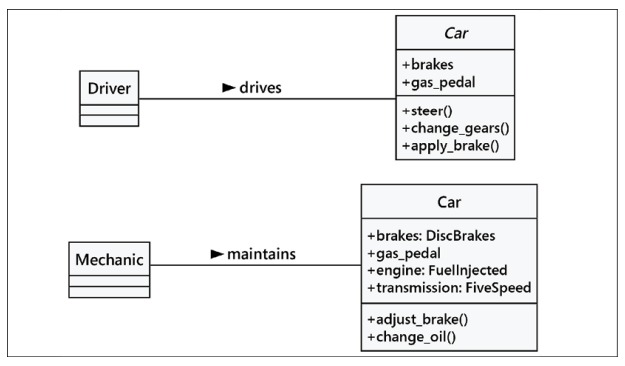 Car
+brakes
+gas_pedal
Driver
drives
+steer()
+change_gears()
+apply_brake()
Car
+brakes: DiscBrakes
+gas_pedal
+engine: FuelInjected
+transmission: FiveSpeed
Mechanic
maintains
+adjust_brake()
+change_oil()